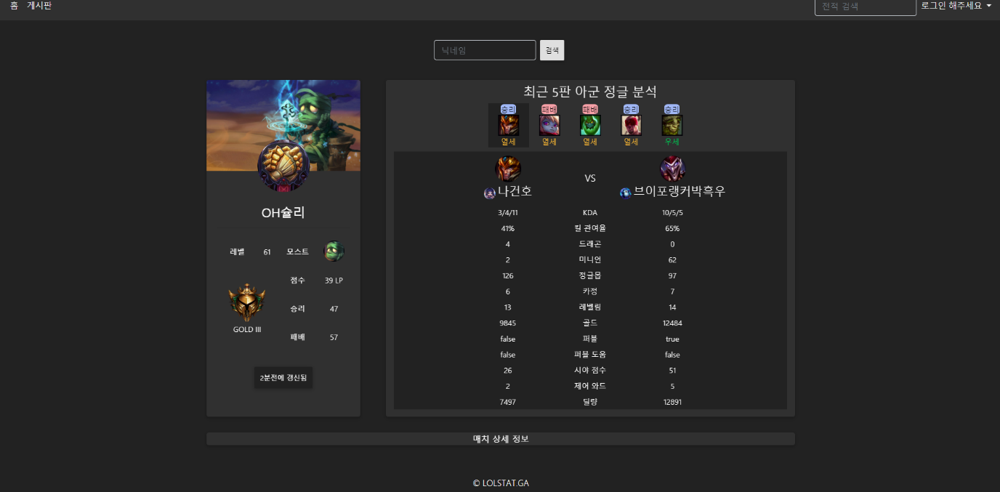 홈 게시판 전적 검색 로그인 해주세요
닉네임 검색
최근 5판 아군 정글 분석
승리 패배 패배 승리 승리
열세 열세 열세 열세 우세
VS
나건호 브이포랭커박흑우
3/4/11 KDA 10/5/5
41% 킬 관여율 65%
4 드래곤 0
2 미니언 62
126 정글몹 97
6 카정 7
13 레벨링 14
9845 골드 12484
false 퍼블 true
false 퍼블 도움 false
26 시야 점수 51
2 제어 와드 5
7497 딜량 12891
OH슐리
레벨 61 모스트
점수 39 LP
승리 47
GOLD III
패배 57
2분전에 갱신됨
매치 상세 정보
© LOLSTAT.GA